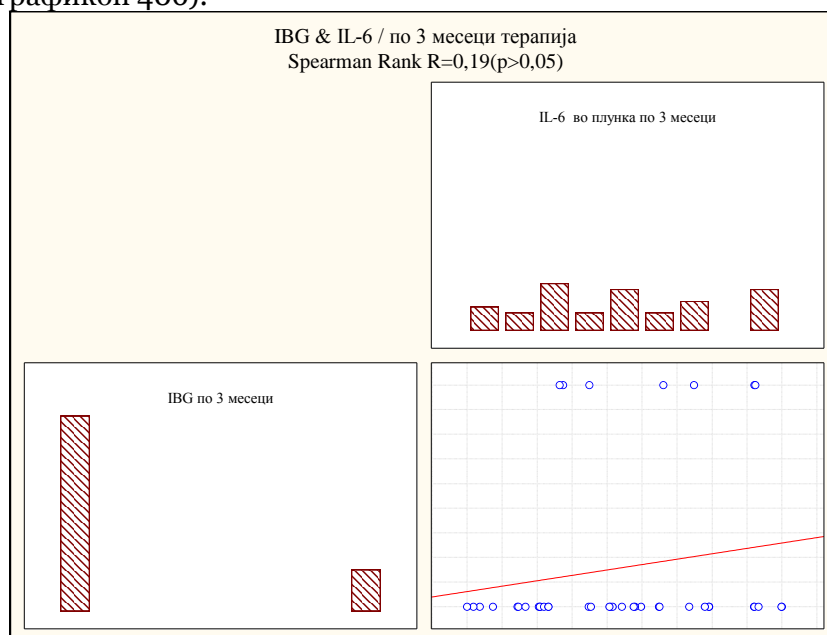 IBG & IL-6 / по 3 месеци терапија
Spearman Rank R=0,19(p>0,05)
IL-6 во плунка по 3 месеци
IBG по 3 месеци